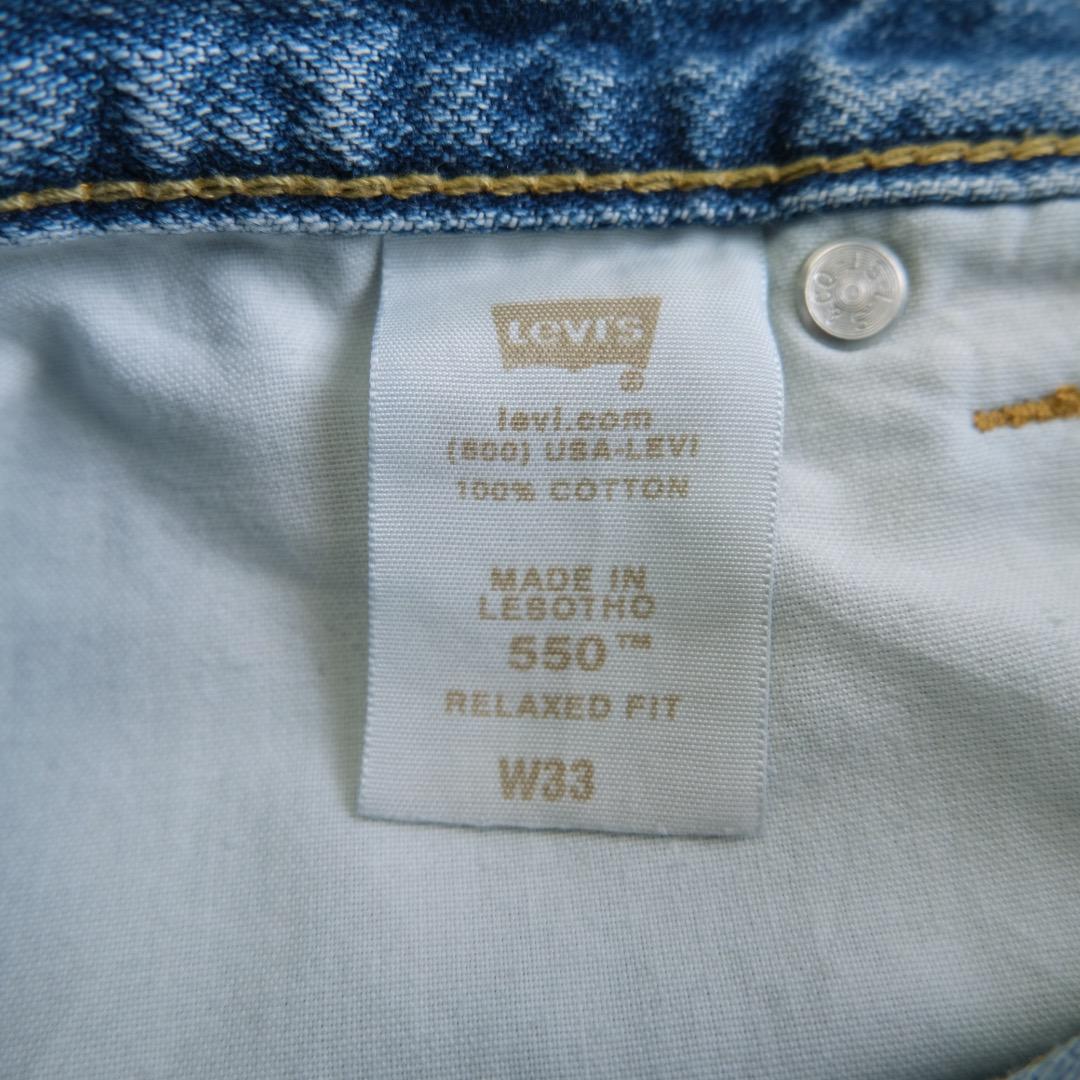 LEVI'S
®
levi.com
(800) USA-LEVI
100% COTTON
MADE IN
LESOTHO
550™
RELAXED FIT
W33